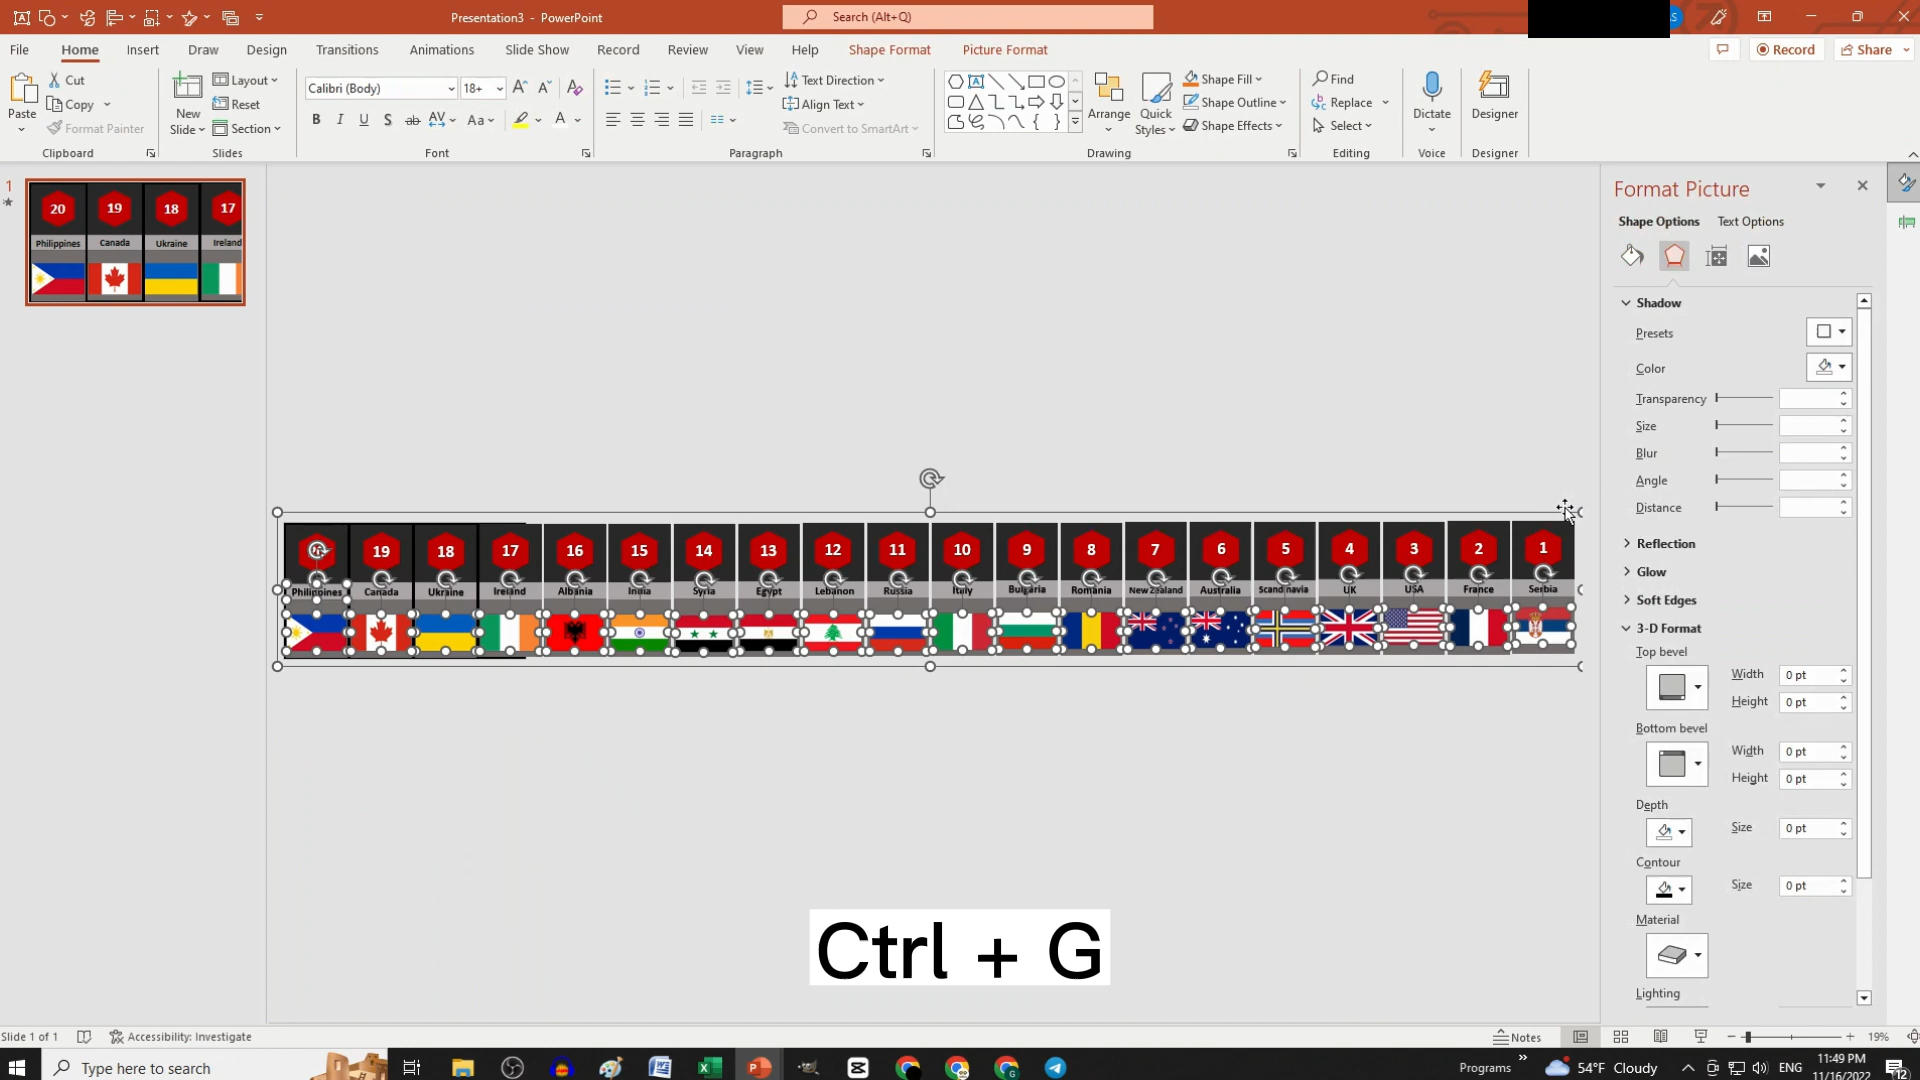 Presentation3 - PowerPoint
Search (Alt+Q)
File Home Insert Draw Design Transitions Animations Slide Show Record Review View Help Shape Format Picture Format
Record Share
Paste
Cut
Copy
Format Painter
Clipboard
New
Slide
Layout
Reset
Section
Slides
Calibri (Body) 18+
Font
Text Direction
Align Text
Convert to SmartArt
Paragraph
Arrange
Quick
Styles
Shape Fill
Shape Outline
Shape Effects
Drawing
Find
Replace
Select
Editing
Dictate
Voice
Designer
Designer
1
20 19 18 17
Philippines Canada Ukraine Ireland
19 18 17 16 15 14 13 12 11 10 9 8 7 6 5 4 3 2 1
Philippines Canada Ukraine Ireland Albania India Syria Egypt Lebanon Russia Italy Bulgaria Romania New Zealand Australia Scandinavia UK USA France Serbia
Ctrl + G
Format Picture
Shape Options Text Options
Shadow
Presets
Color
Transparency
Size
Blur
Angle
Distance
Reflection
Glow
Soft Edges
3-D Format
Top bevel
Width 0 pt
Height 0 pt
Bottom bevel
Width 0 pt
Height 0 pt
Depth
Size 0 pt
Contour
Size 0 pt
Material
Lighting
Slide 1 of 1 Accessibility: Investigate Notes 19%
Type here to search
Programs 54°F Cloudy ENG
11:49 PM
11/16/2022
12